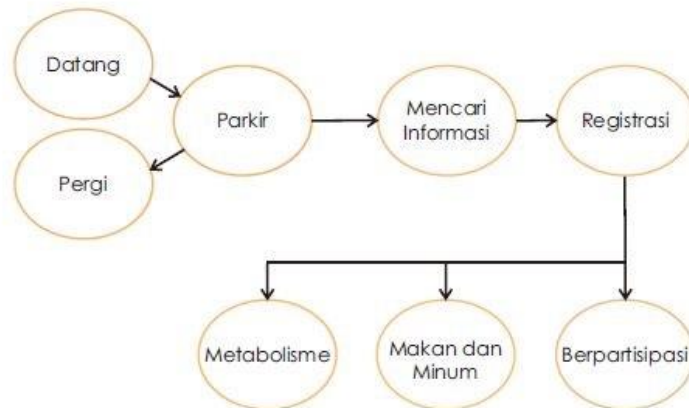 Datang
Parkir
Mencari
Informasi
Registrasi
Pergi
Metabolisme
Makan dan
Minum
Berpartisipasi